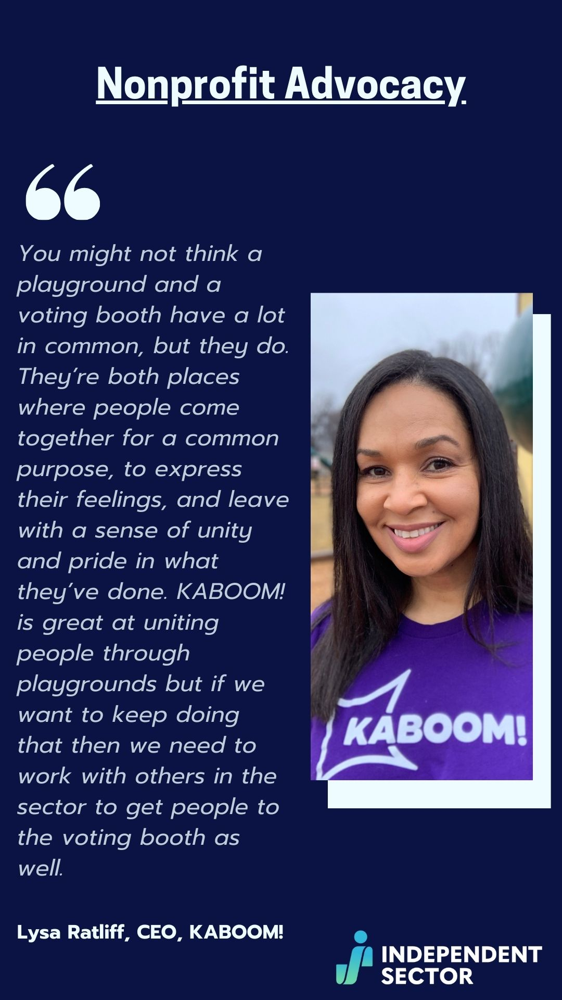 Nonprofit Advocacy
“
You might not think a
playground and a
voting booth have a lot
in common, but they do.
They’re both places
where people come
together for a common
purpose, to express
their feelings, and leave
with a sense of unity
and pride in what
they’ve done. KABOOM!
is great at uniting
people through
playgrounds but if we
want to keep doing
that then we need to
work with others in the
sector to get people to
the voting booth as
well.
KABOOM!
Lysa Ratliff, CEO, KABOOM!
INDEPENDENT
SECTOR